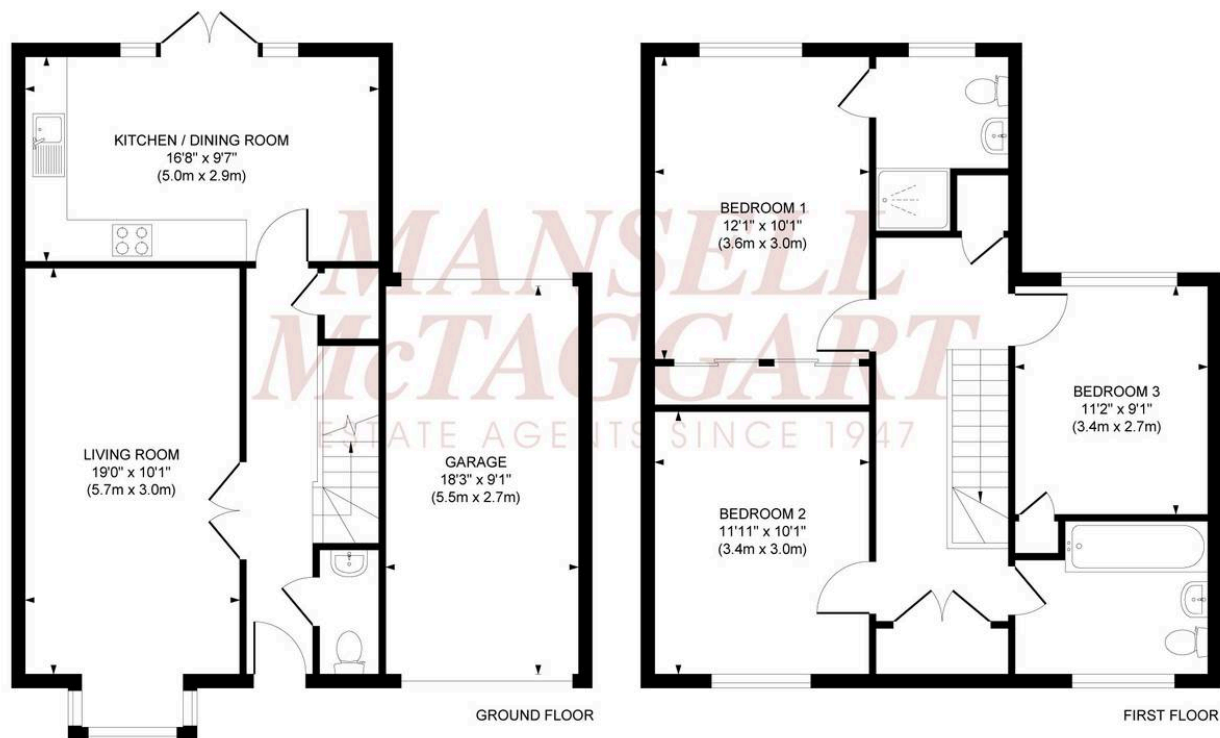 KITCHEN / DINING ROOM
16'8" x 9'7"
(5.0m x 2.9m)
LIVING ROOM
19'0" x 10'1"
(5.7m x 3.0m)
GARAGE
18'3" x 9'1"
(5.5m x 2.7m)
GROUND FLOOR
BEDROOM 1
12'1" x 10'1"
(3.6m x 3.0m)
BEDROOM 2
11'11" x 10'1"
(3.4m x 3.0m)
BEDROOM 3
11'2" x 9'1"
(3.4m x 2.7m)
FIRST FLOOR
MANSELL
McTAGGART
ESTATE AGENTS SINCE 1947